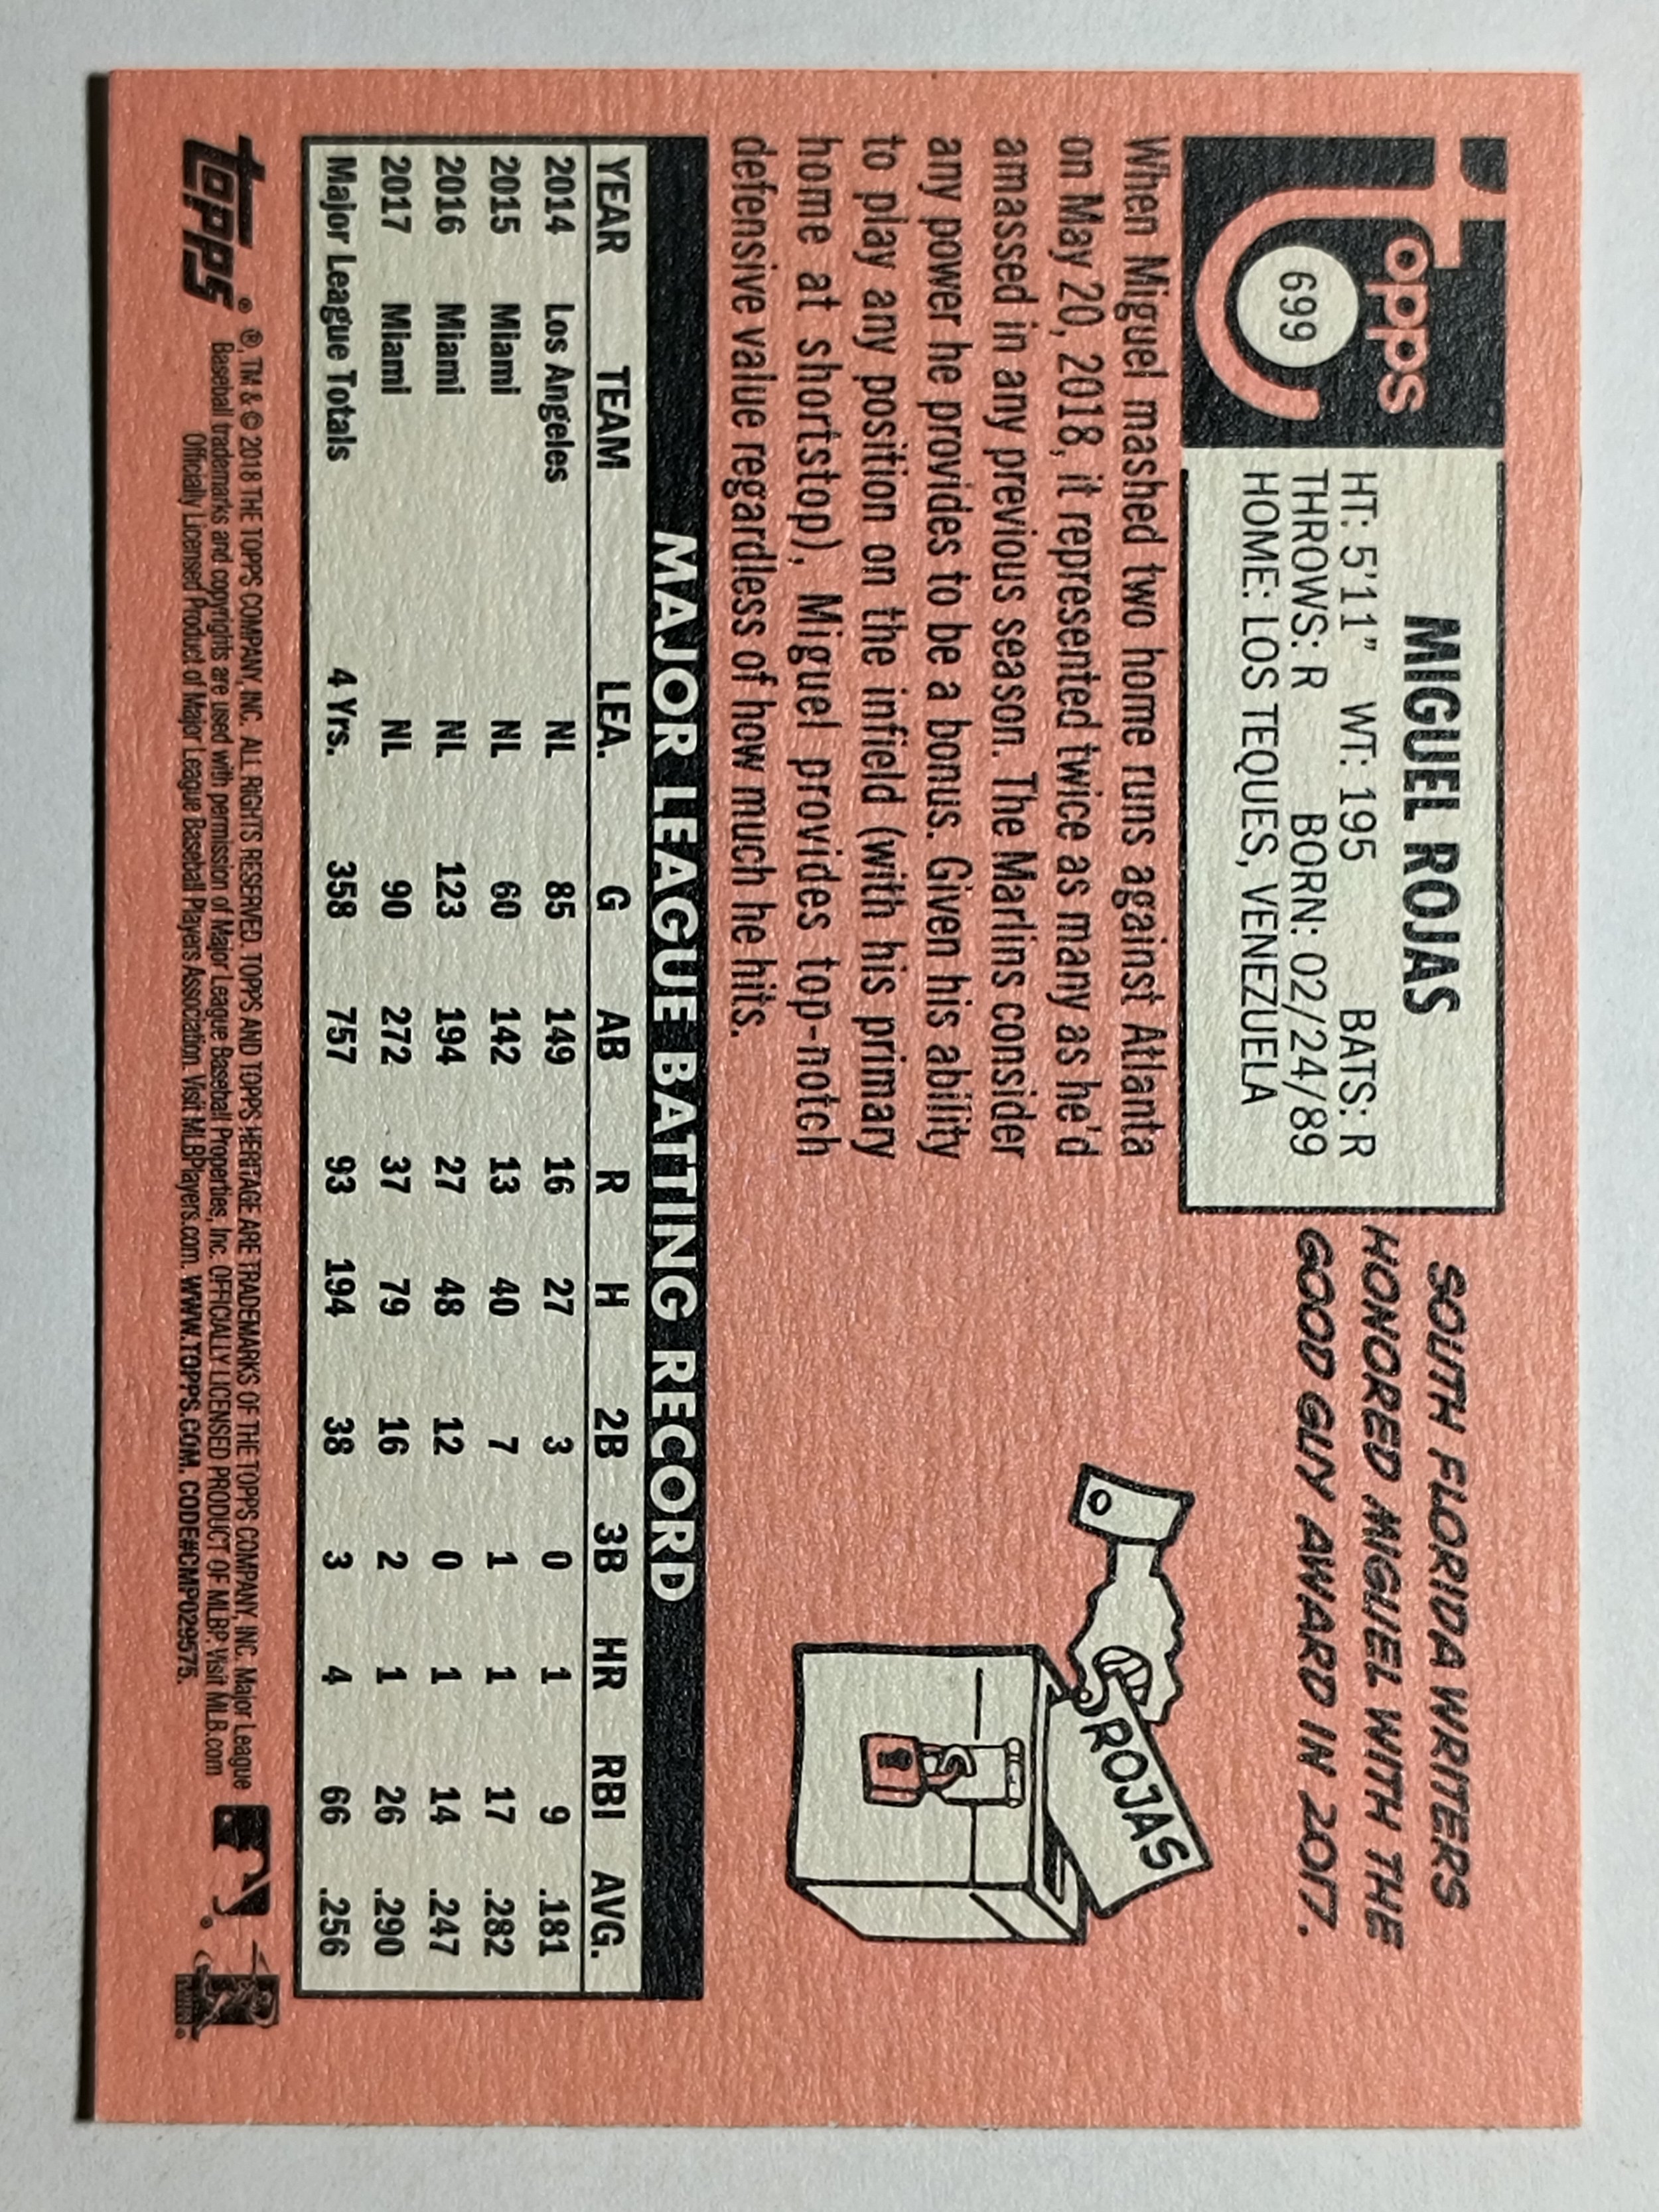 topps
699
MIGUEL ROJAS
HT: 5'11" WT: 195 BATS: R
THROWS: R BORN: 02/24/89
HOME: LOS TEQUES, VENEZUELA
SOUTH FLORIDA WRITERS
HONORED MIGUEL WITH THE
GOOD GUY AWARD IN 2017.
When Miguel mashed two home runs against Atlanta
on May 20, 2018, it represented twice as many as he'd
amassed in any previous season. The Marlins consider
any power he provides to be a bonus. Given his ability
to play any position on the infield (with his primary
home at shortstop), Miguel provides top-notch
defensive value regardless of how much he hits.
ROJAS
MAJOR LEAGUE BATTING RECORD
YEAR TEAM LEA. G AB R H 2B 3B HR RBI AVG.
2014 Los Angeles NL 85 149 16 27 3 0 1 9 .181
2015 Miami NL 60 142 13 40 7 1 1 17 .282
2016 Miami NL 123 194 27 48 12 0 1 14 .247
2017 Miami NL 90 272 37 79 16 2 1 26 .290
Major League Totals 4 Yrs. 358 757 93 194 38 3 4 66 .256
topps®
®, TM & © 2018 THE TOPPS COMPANY, INC. ALL RIGHTS RESERVED. TOPPS AND TOPPS HERITAGE ARE TRADEMARKS OF THE TOPPS COMPANY, INC. Major League
Baseball trademarks and copyrights are used with permission of Major League Baseball Properties, Inc. OFFICIALLY LICENSED PRODUCT OF MLBP. Visit MLB.com
Officially Licensed Product of Major League Baseball Players Association. Visit MLBPlayers.com. WWW.TOPPS.COM. CODE#CMP029575.